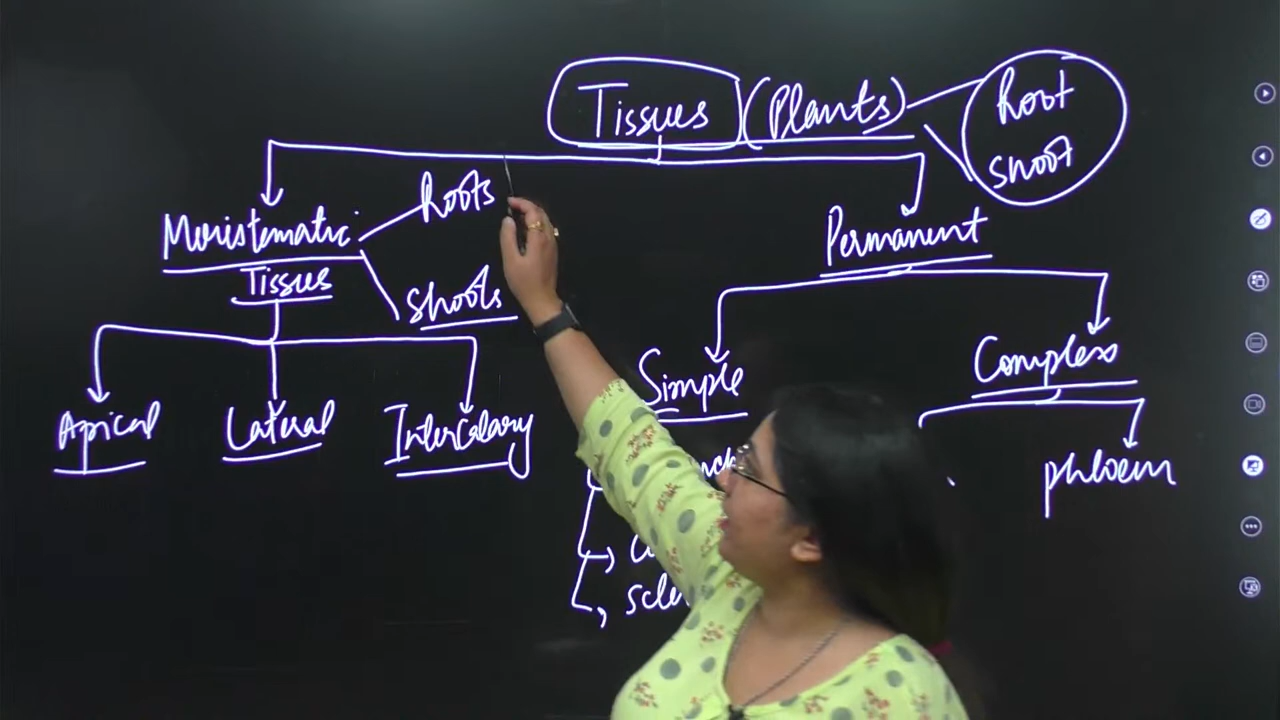 Tissues (Plants)
Root
Shoot
Meristematic
Tissues
Roots
Shoots
Apical
Lateral
Intercalary
Permanent
Simple
Complex
phloem